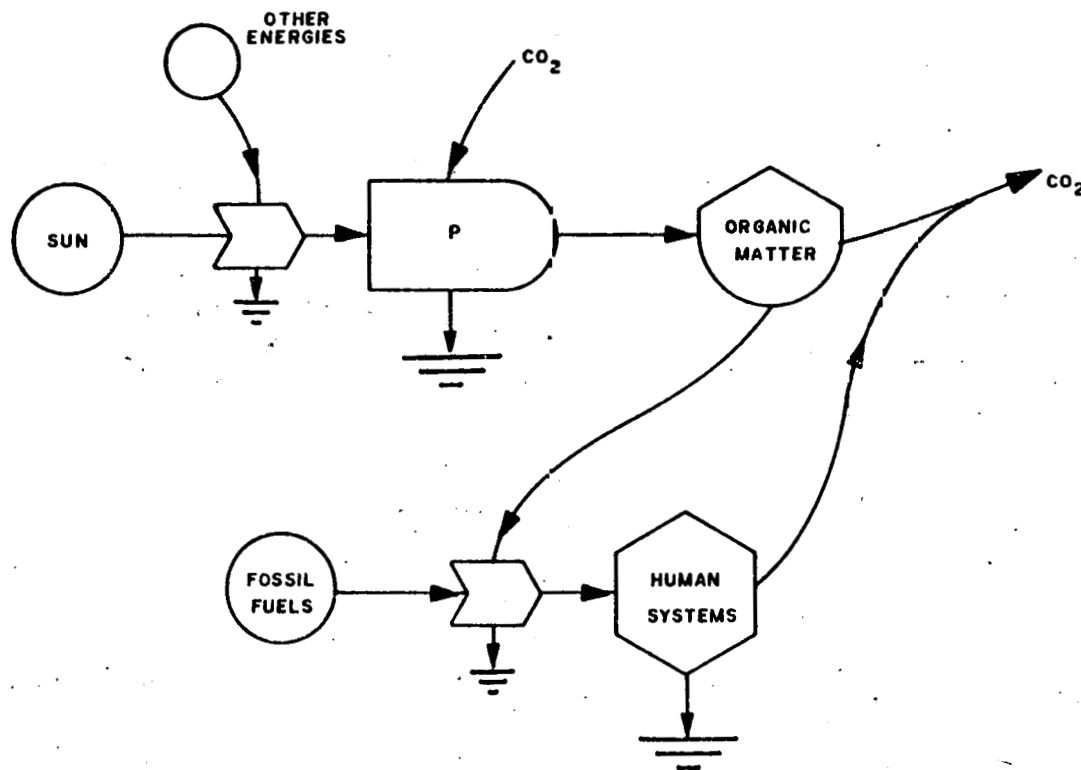 OTHER
ENERGIES
CO₂
SUN
P
ORGANIC
MATTER
CO₂
FOSSIL
FUELS
HUMAN
SYSTEMS